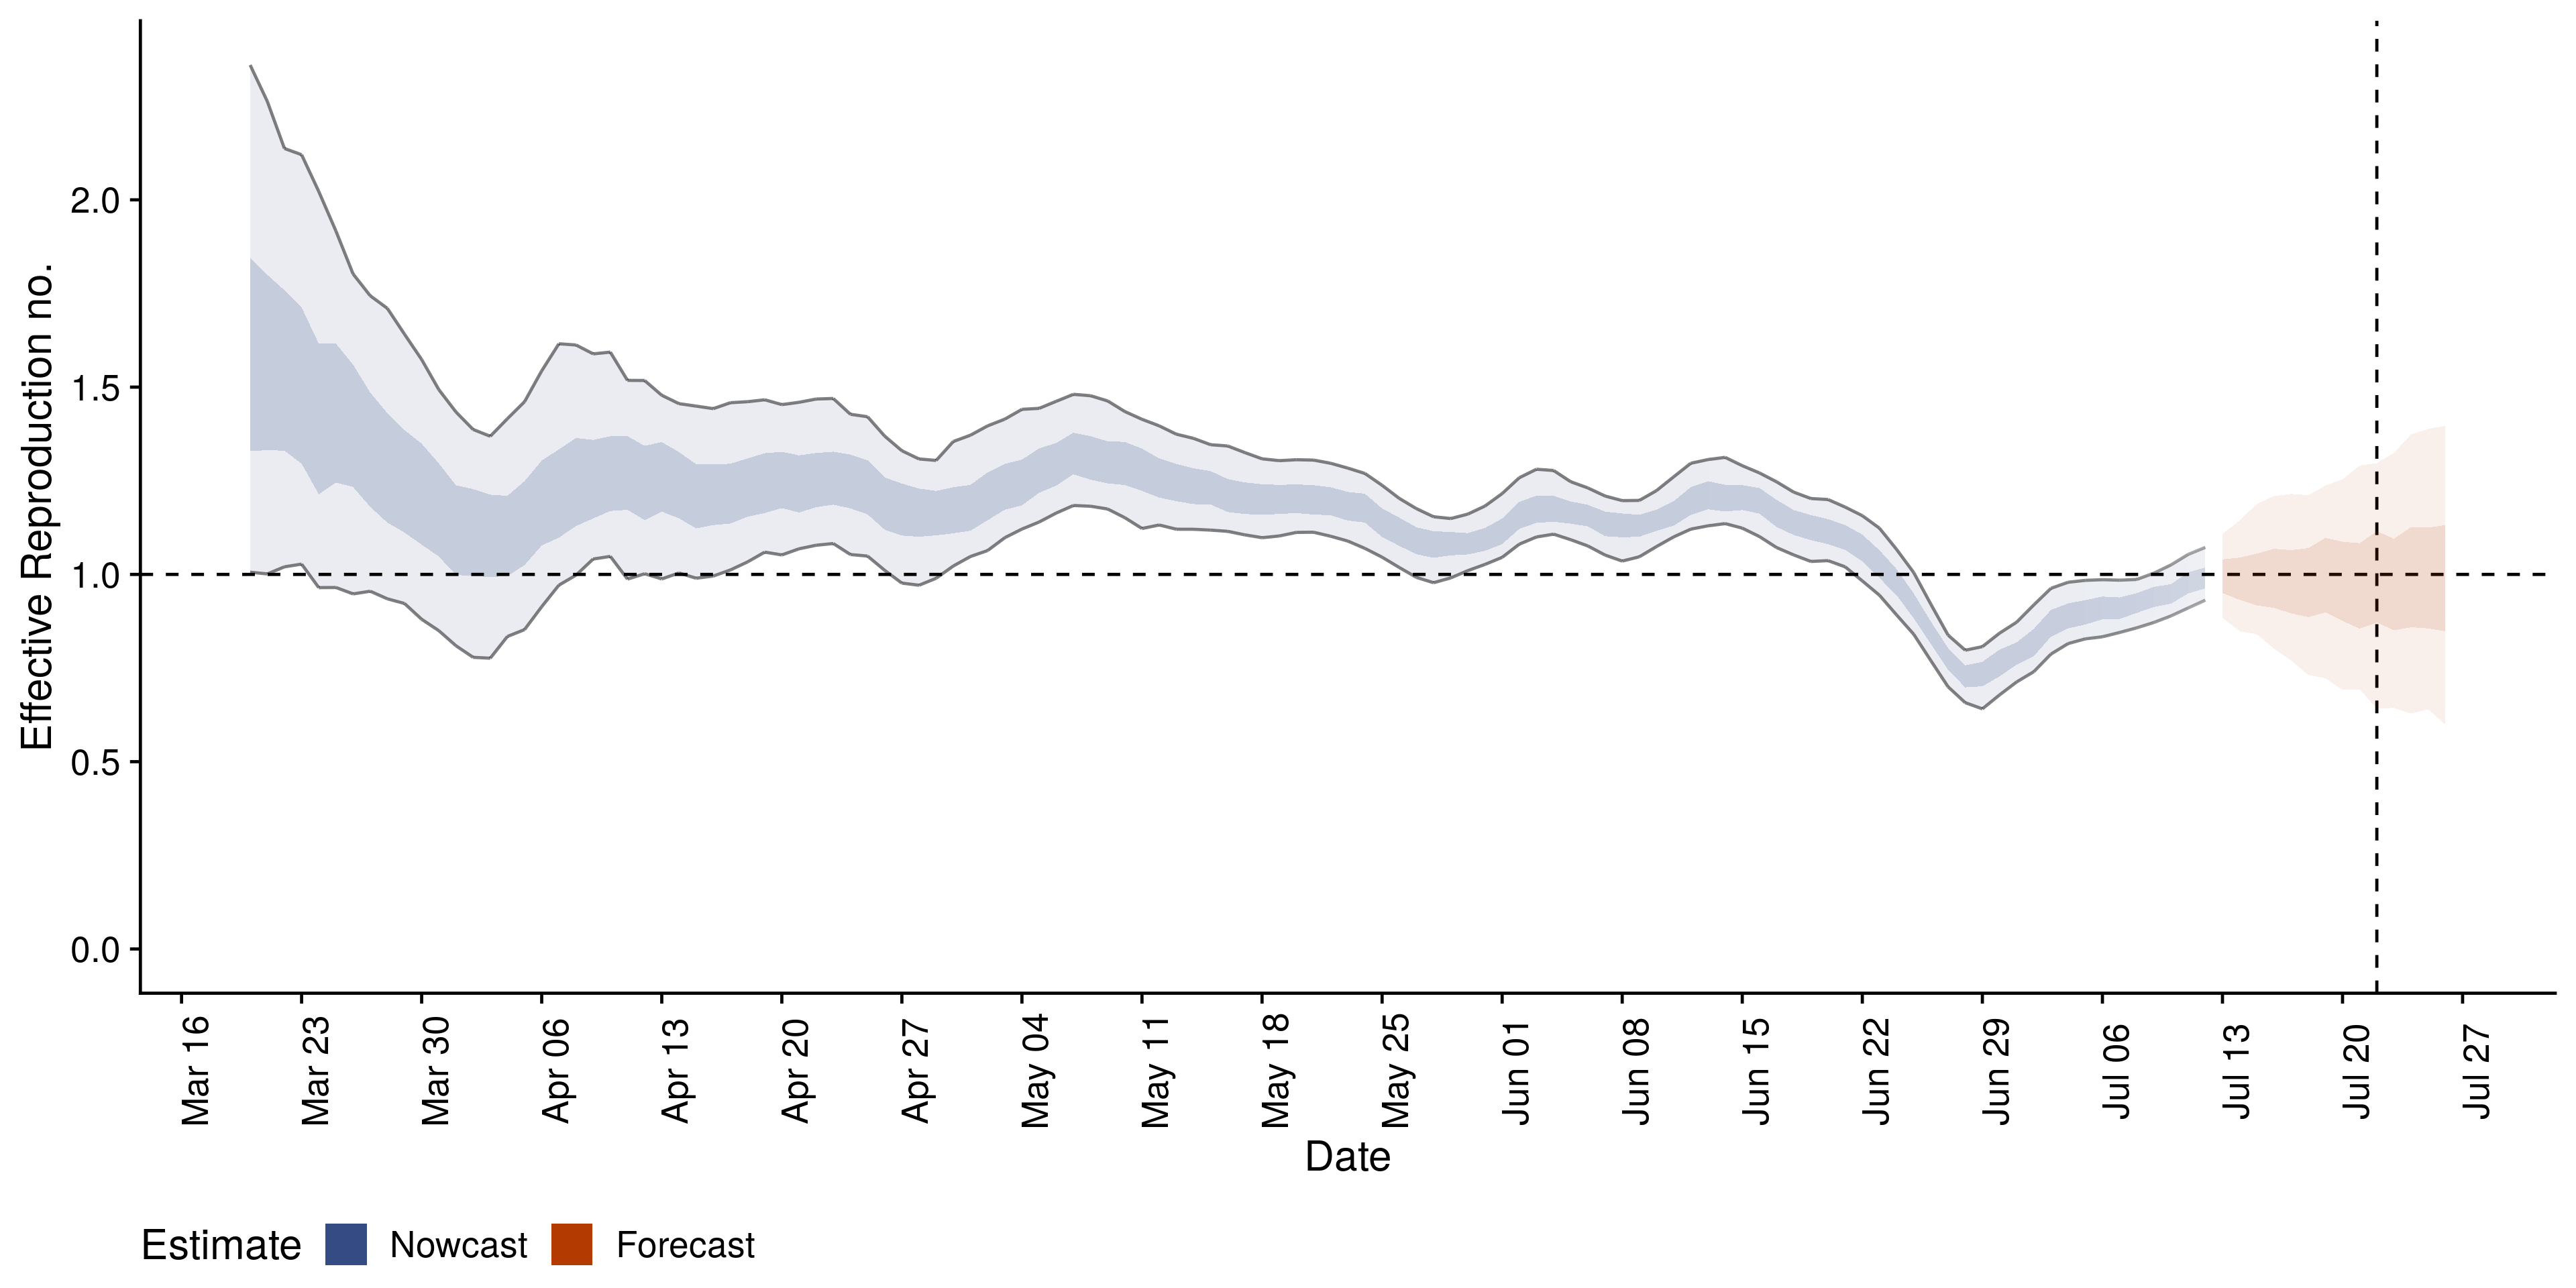 Effective Reproduction no.
2.0
1.5
1.0
0.5
0.0
Mar 16
Mar 23
Mar 30
Apr 06
Apr 13
Apr 20
Apr 27
May 04
May 11
May 18
May 25
Jun 01
Jun 08
Jun 15
Jun 22
Jun 29
Jul 06
Jul 13
Jul 20
Jul 27
Date
Estimate Nowcast Forecast